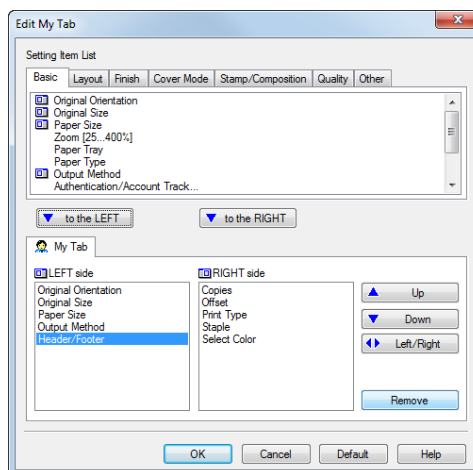 Edit My Tab
Setting Item List
Basic Layout Finish Cover Mode Stamp/Composition Quality Other
Original Orientation
Original Size
Paper Size
Zoom [25...400%]
Paper Tray
Paper Type
Output Method
Authentication/Account Track...
to the LEFT to the RIGHT
My Tab
LEFT side
Original Orientation
Original Size
Paper Size
Output Method
Header/Footer
RIGHT side
Copies
Offset
Print Type
Staple
Select Color
Up
Down
Left/Right
Remove
OK Cancel Default Help